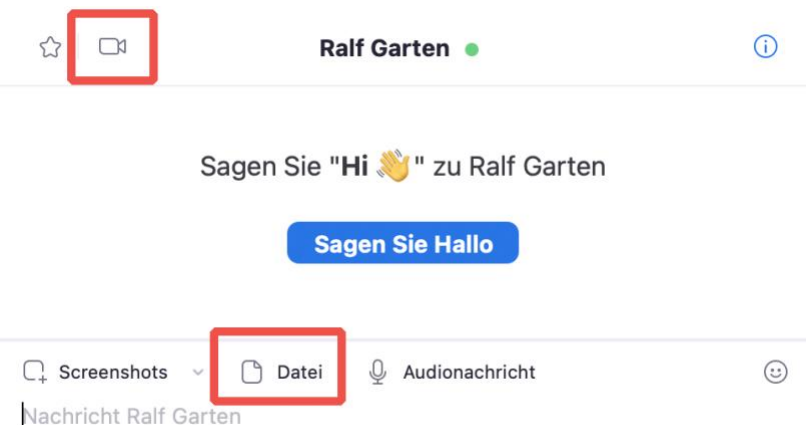 Ralf Garten
Sagen Sie "Hi 👋" zu Ralf Garten
Sagen Sie Hallo
Screenshots Datei Audionachricht
Nachricht Ralf Garten